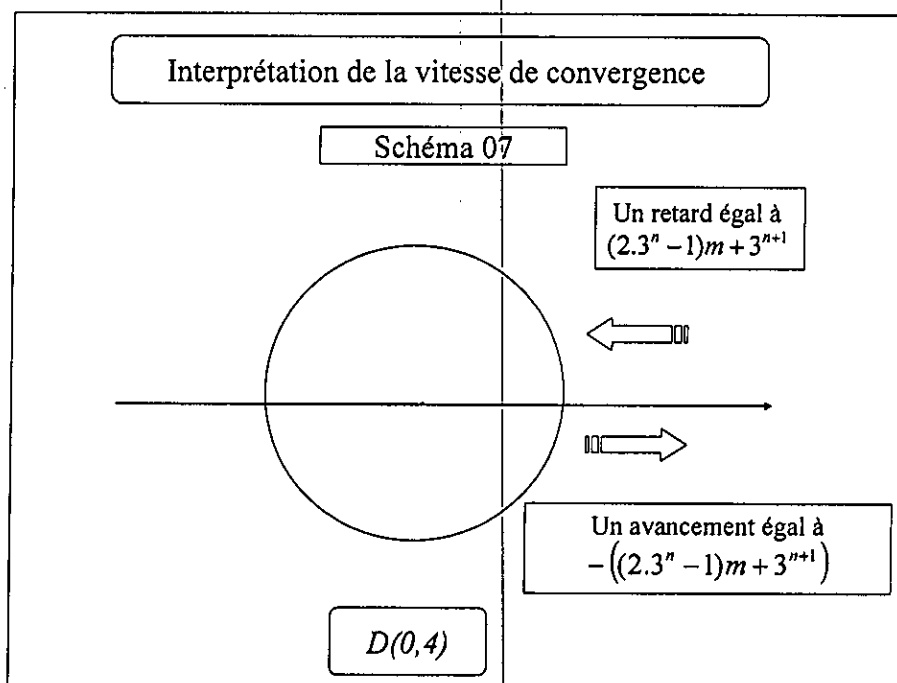 Interprétation de la vitesse de convergence
Schéma 07
Un retard égal à
(2.3ⁿ −1)m + 3ⁿ⁺¹
Un avancement égal à
−((2.3ⁿ −1)m + 3ⁿ⁺¹)
D(0,4)